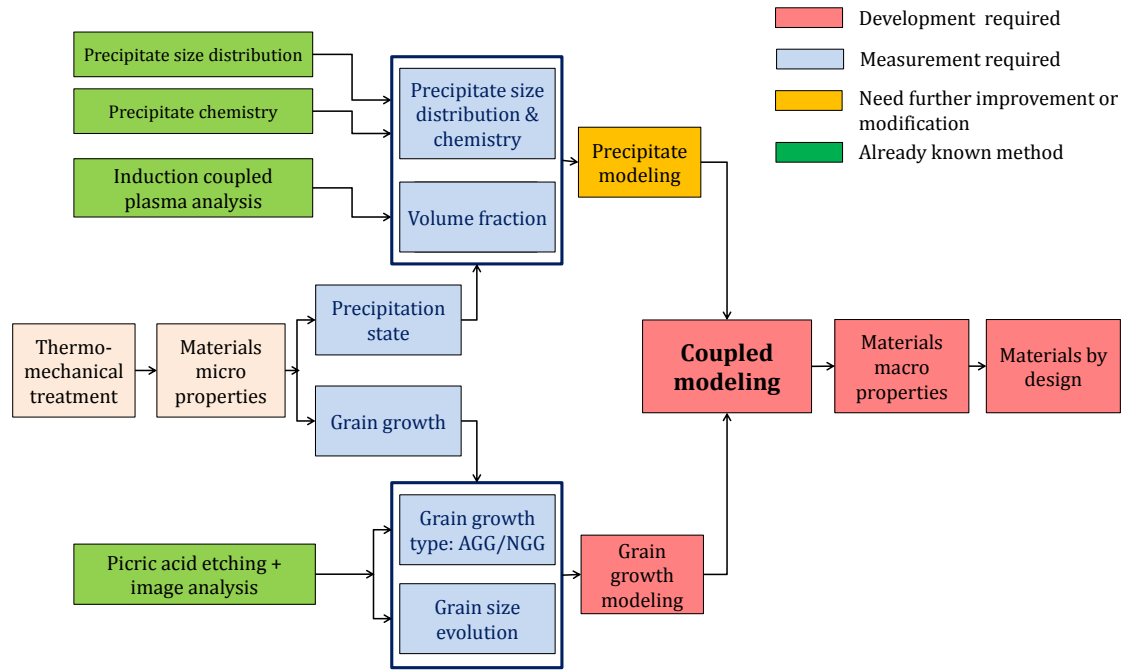 Development required
Measurement required
Need further improvement or
modification
Already known method
Precipitate size distribution
Precipitate chemistry
Induction coupled
plasma analysis
Precipitate size
distribution &
chemistry
Volume fraction
Precipitate
modeling
Precipitation
state
Thermo-
mechanical
treatment
Materials
micro
properties
Grain growth
Coupled
modeling
Materials
macro
properties
Materials by
design
Grain growth
type: AGG/NGG
Grain size
evolution
Picric acid etching +
image analysis
Grain
growth
modeling